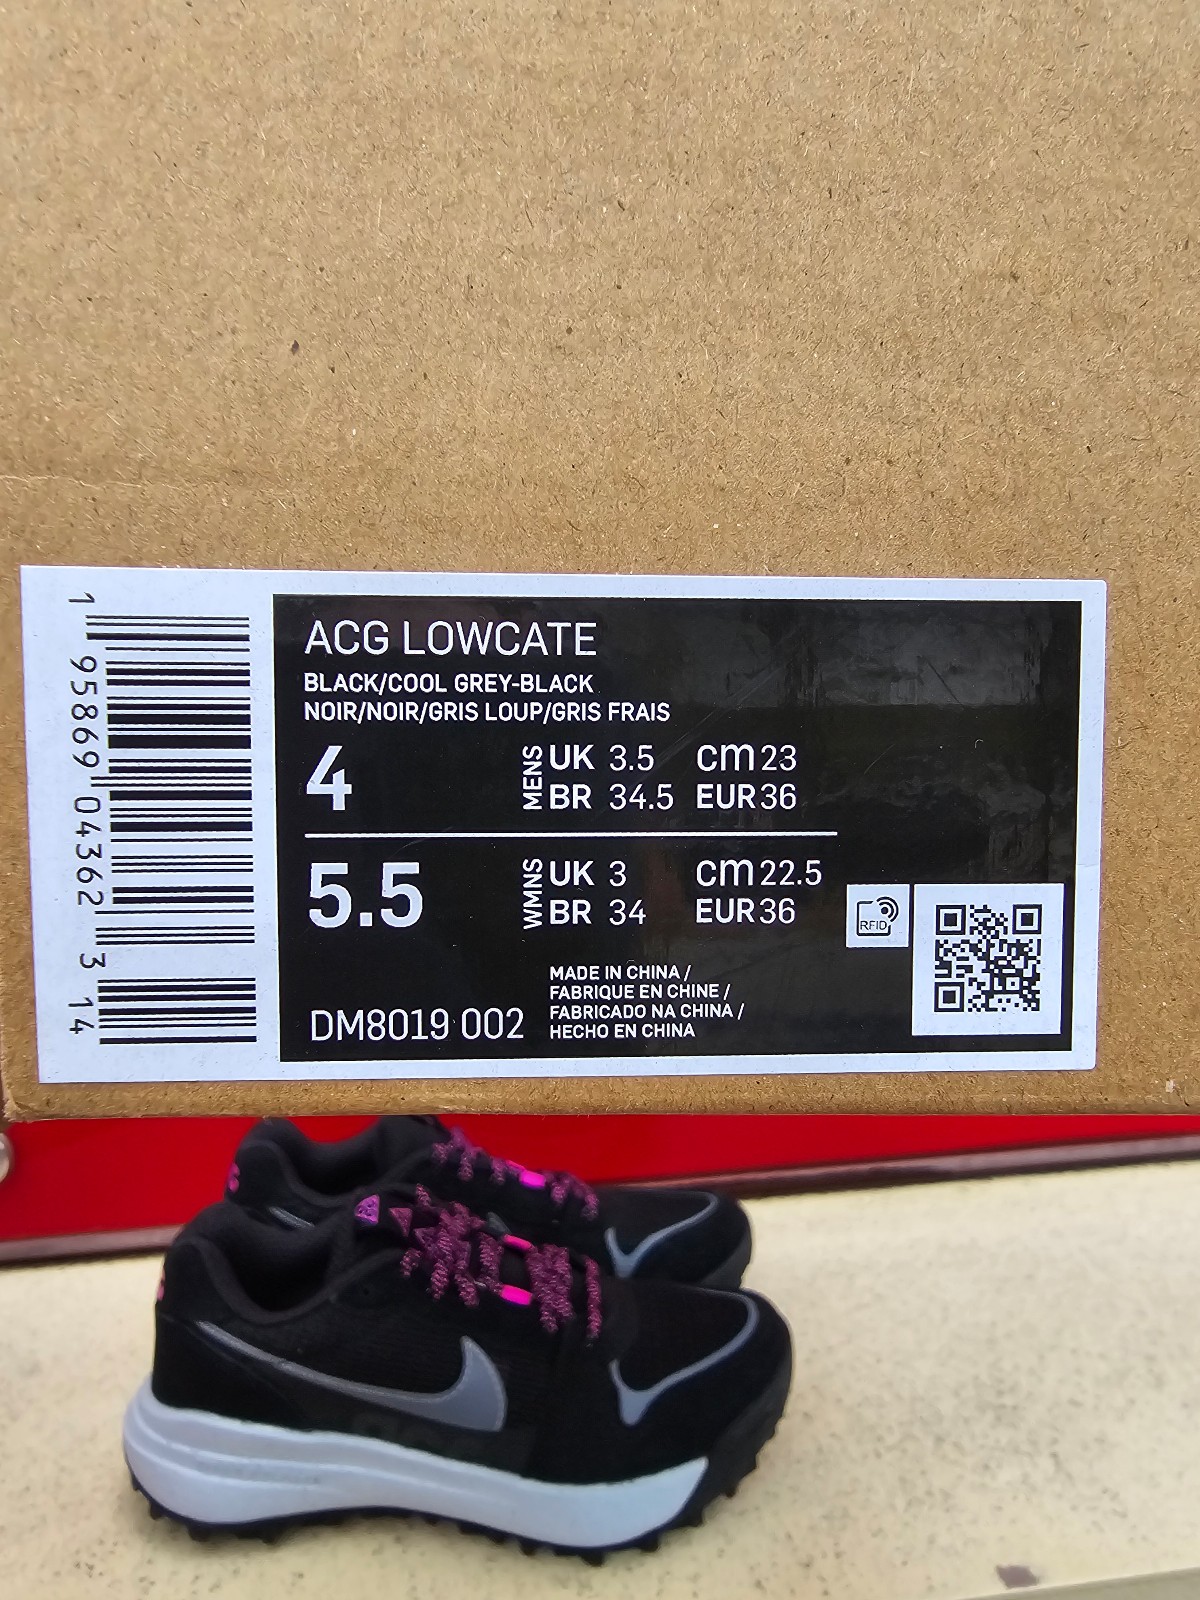 ACG LOWCATE
BLACK/COOL GREY-BLACK
NOIR/NOIR/GRIS LOUP/GRIS FRAIS
4 MENS UK 3.5 cm 23
BR 34.5 EUR 36
5.5 WMNS UK 3 cm 22.5
BR 34 EUR 36
RFID
MADE IN CHINA /
FABRIQUE EN CHINE /
FABRICADO NA CHINA /
HECHO EN CHINA
DM8019 002
1 95869 04362 3 14